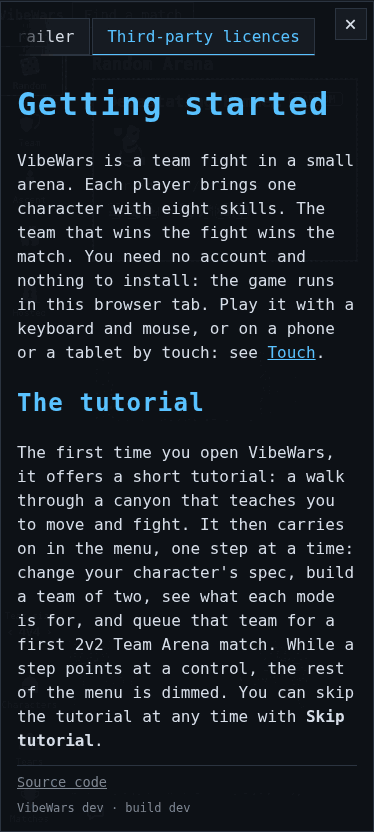 railer Third-party licences ×
Getting started
VibeWars is a team fight in a small
arena. Each player brings one
character with eight skills. The
team that wins the fight wins the
match. You need no account and
nothing to install: the game runs
in this browser tab. Play it with a
keyboard and mouse, or on a phone
or a tablet by touch: see Touch.
The tutorial
The first time you open VibeWars,
it offers a short tutorial: a walk
through a canyon that teaches you
to move and fight. It then carries
on in the menu, one step at a time:
change your character's spec, build
a team of two, see what each mode
is for, and queue that team for a
first 2v2 Team Arena match. While a
step points at a control, the rest
of the menu is dimmed. You can skip
the tutorial at any time with Skip
tutorial.
Source code
VibeWars dev · build dev